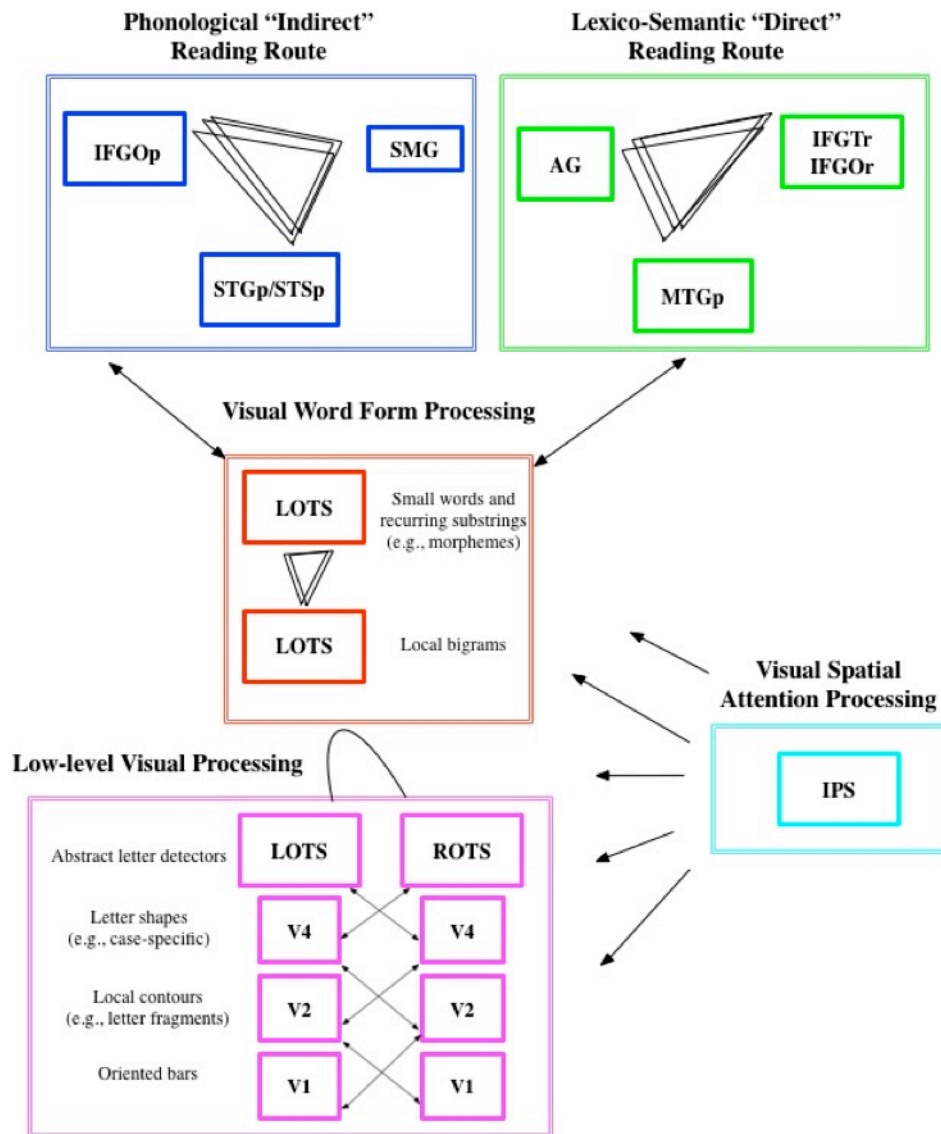 Phonological “Indirect”
Reading Route
Lexico-Semantic “Direct”
Reading Route
IFGOp
SMG
STGp/STSp
AG
IFGTr
IFGOr
MTGp
Visual Word Form Processing
LOTS
Small words and
recurring substrings
(e.g., morphemes)
LOTS
Local bigrams
Visual Spatial
Attention Processing
IPS
Low-level Visual Processing
Abstract letter detectors
LOTS
ROTS
Letter shapes
(e.g., case-specific)
V4
V4
Local contours
(e.g., letter fragments)
V2
V2
Oriented bars
V1
V1